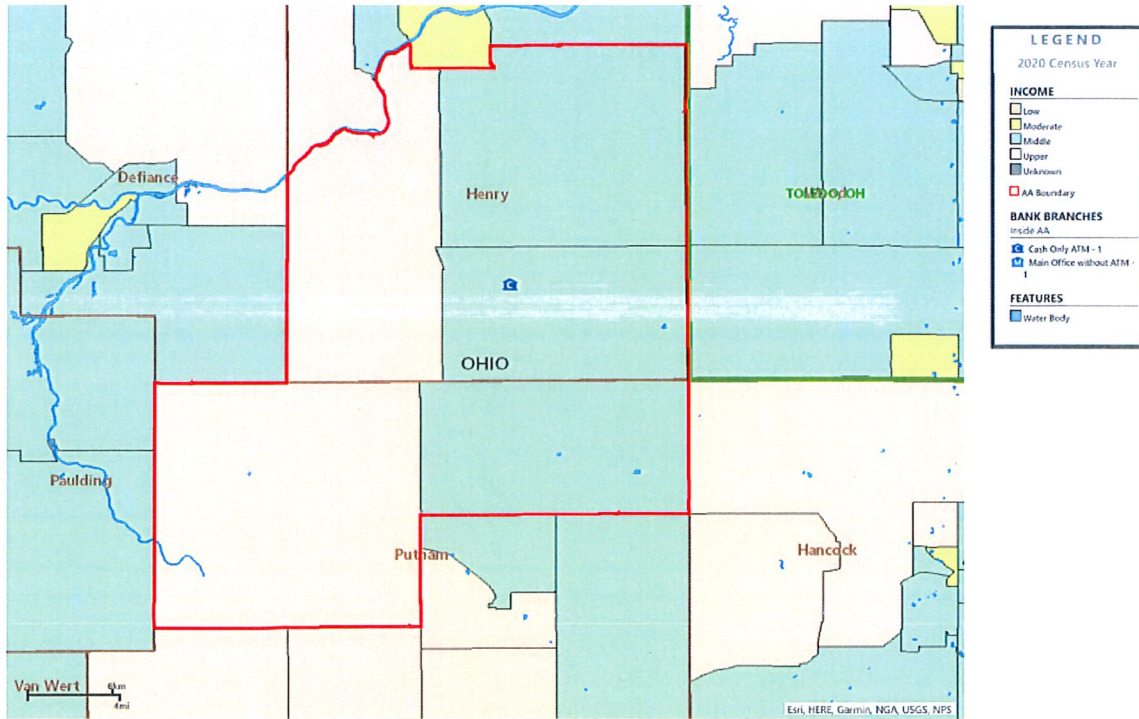 Defiance
Henry
TOLEDO, OH
OHIO
Paulding
Putnam
Hancock
Van Wert
6km
4mi
Esri, HERE, Garmin, NGA, USGS, NPS
LEGEND
2020 Census Year
INCOME
Low
Moderate
Middle
Upper
Unknown
AA Boundary
BANK BRANCHES
Inside AA
C Cash Only ATM - 1
M Main Office without ATM -
1
FEATURES
Water Body
C